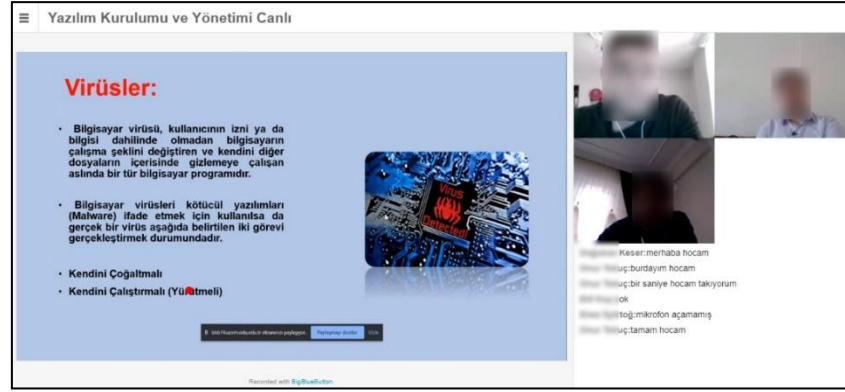 Yazılım Kurulumu ve Yönetimi Canlı
Virüsler:
• Bilgisayar virüsü, kullanıcının izni ya da
bilgisi dahilinde olmadan bilgisayarın
çalışma şeklini değiştiren ve kendini diğer
dosyaların içerisinde gizlemeye çalışan
aslında bir tür bilgisayar programıdır.
• Bilgisayar virüsleri kötücül yazılımları
(Malware) ifade etmek için kullanılsa da
gerçek bir virüs aşağıda belirtilen iki görevi
gerçekleştirmek durumundadır.
• Kendini Çoğaltmalı
• Kendini Çalıştırmalı (Yürütmeli)
Virus
Detected!
ekranınızı paylaşıyor.
Paylaşmayı durdur
Gizle
Keser:merhaba hocam
uç:burdayım hocam
uç:bir saniye hocam takıyorum
ok
toğ:mikrofon açamamış
uç:tamam hocam
Recorded with BigBlueButton